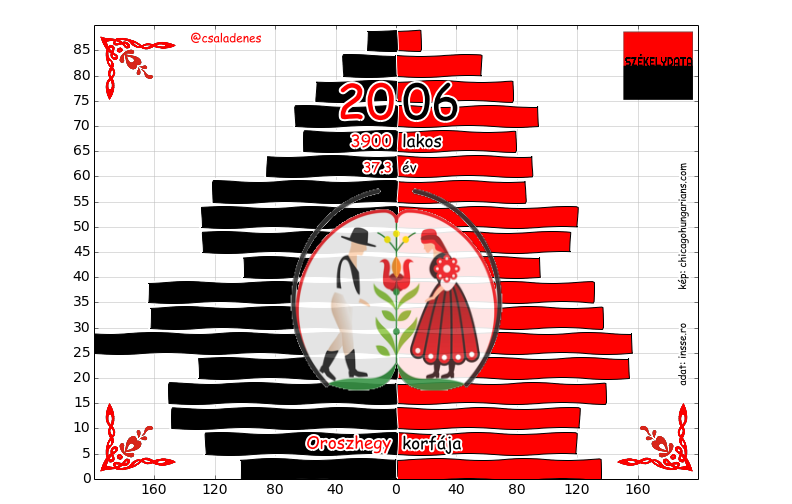 @csaladenes
SZÉKELYDATA
2006
3900 lakos
37.3 év
kép: chicagohungarians.com
adat: insse.ro
Oroszhegy korfája
85
80
75
70
65
60
55
50
45
40
35
30
25
20
15
10
5
0
160 120 80 40 0 40 80 120 160